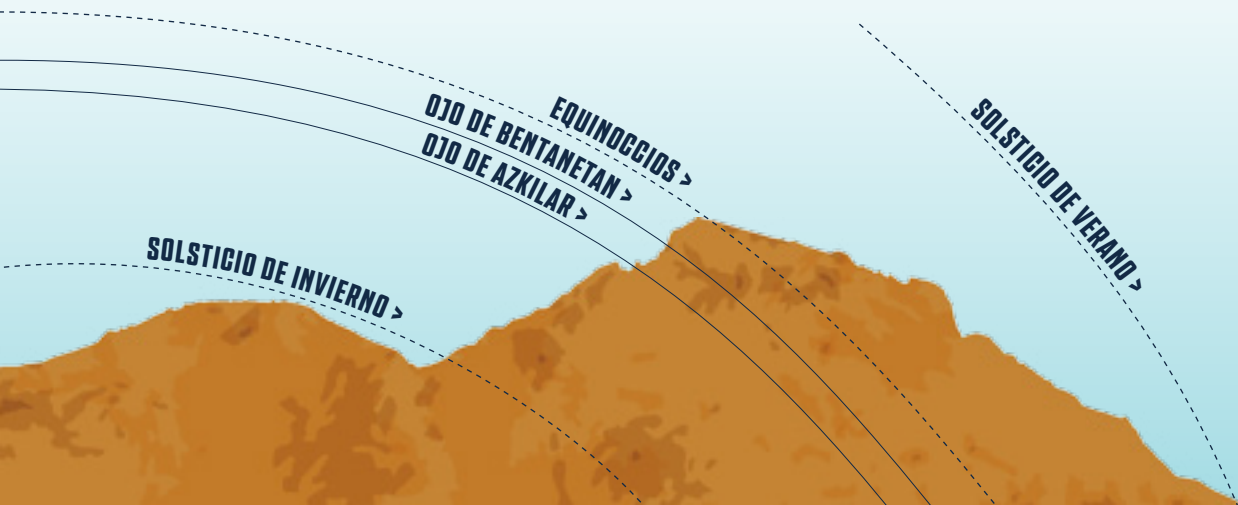 EQUINOCCIOS >
OJO DE BENTANETAN >
OJO DE AZKILAR >
SOLSTICIO DE INVIERNO >
SOLSTICIO DE VERANO >